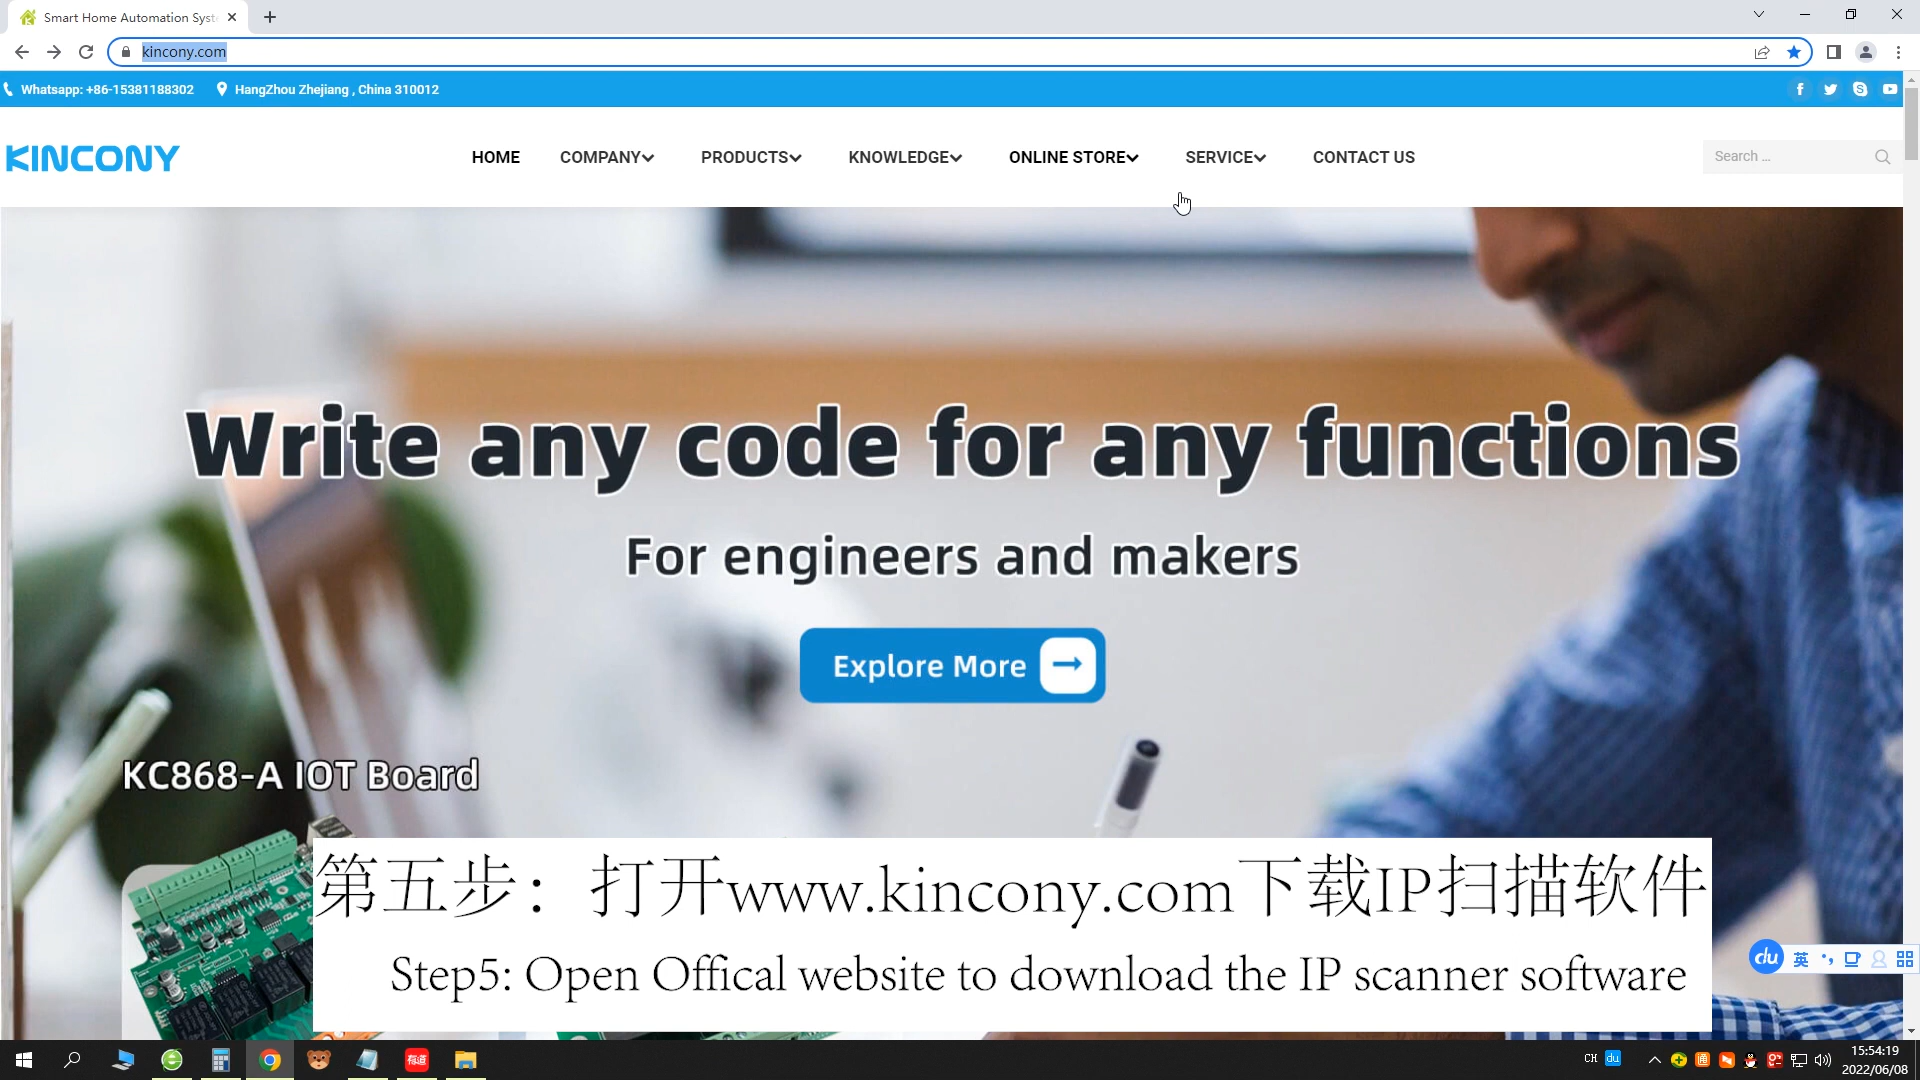 Smart Home Automation Syst
kincony.com
Whatsapp: +86-15381188302
HangZhou Zhejiang , China 310012
KINCONY
HOME
COMPANY
PRODUCTS
KNOWLEDGE
ONLINE STORE
SERVICE
CONTACT US
Search ...
Write any code for any functions
For engineers and makers
Explore More
KC868-A IOT Board
第五步：打开www.kincony.com下载IP扫描软件
Step5: Open Offical website to download the IP scanner software
du 英
有道
CH du
15:54:19
2022/06/08